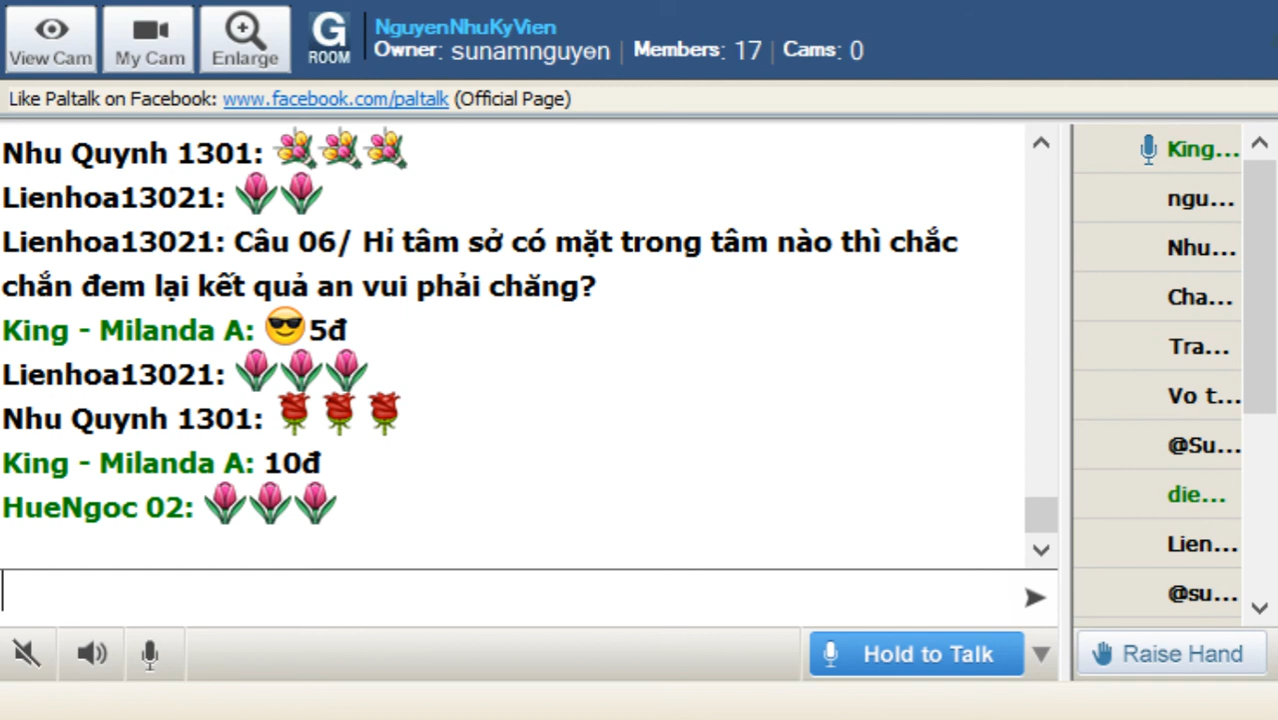 View Cam
My Cam
Enlarge
G
ROOM
NguyenNhuKyVien
Owner: sunamnguyen | Members: 17 | Cams: 0
Like Paltalk on Facebook: www.facebook.com/paltalk (Official Page)
Nhu Quynh 1301:
Lienhoa13021:
Lienhoa13021: Câu 06/ Hỉ tâm sở có mặt trong tâm nào thì chắc
chắn đem lại kết quả an vui phải chăng?
King - Milanda A: 5đ
Lienhoa13021:
Nhu Quynh 1301:
King - Milanda A: 10đ
HueNgoc 02:
King...
ngu...
Nhu...
Cha...
Tra...
Vo t...
@Su...
die...
Lien...
@su...
Hold to Talk
Raise Hand